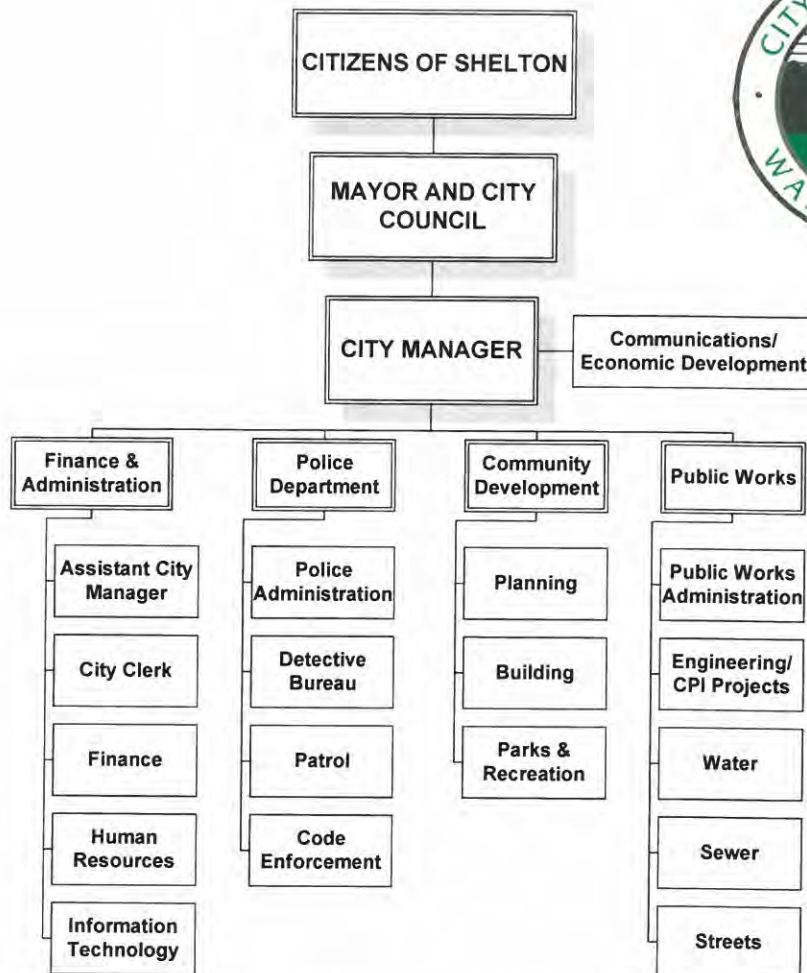 CITIZENS OF SHELTON
CITY
WA
MAYOR AND CITY
COUNCIL
CITY MANAGER
Communications/
Economic Development
Finance &
Administration
Police
Department
Community
Development
Public Works
Assistant City
Manager
Police
Administration
Planning
Public Works
Administration
City Clerk
Detective
Bureau
Building
Engineering/
CPI Projects
Finance
Patrol
Parks &
Recreation
Water
Human
Resources
Code
Enforcement
Sewer
Information
Technology
Streets